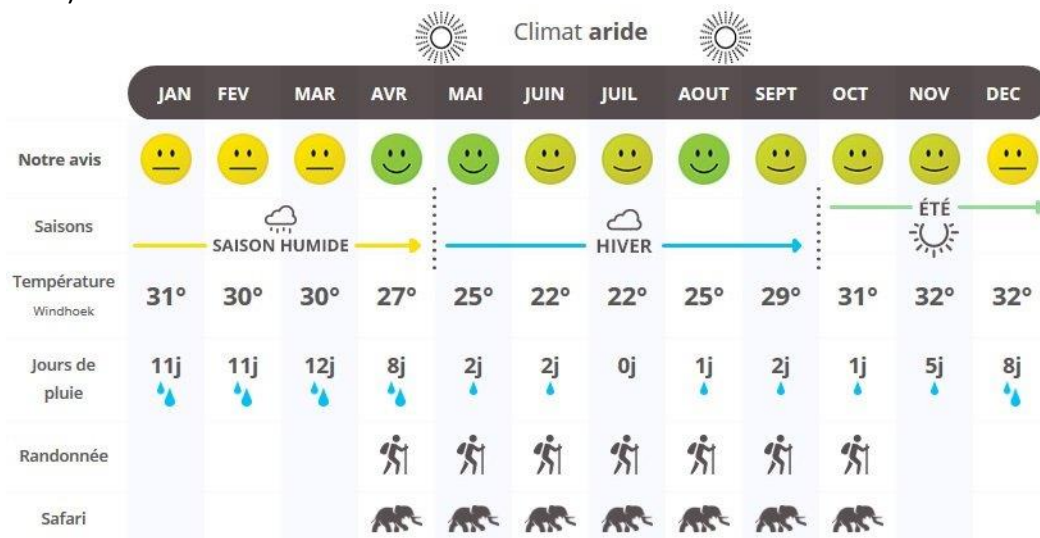 Climat aride
JAN FEV MAR AVR MAI JUIN JUIL AOUT SEPT OCT NOV DEC
Notre avis
Saisons
SAISON HUMIDE
HIVER
ÉTÉ
Température
Windhoek
31° 30° 30° 27° 25° 22° 22° 25° 29° 31° 32° 32°
Jours de
pluie
11j 11j 12j 8j 2j 2j 0j 1j 2j 1j 5j 8j
Randonnée
Safari